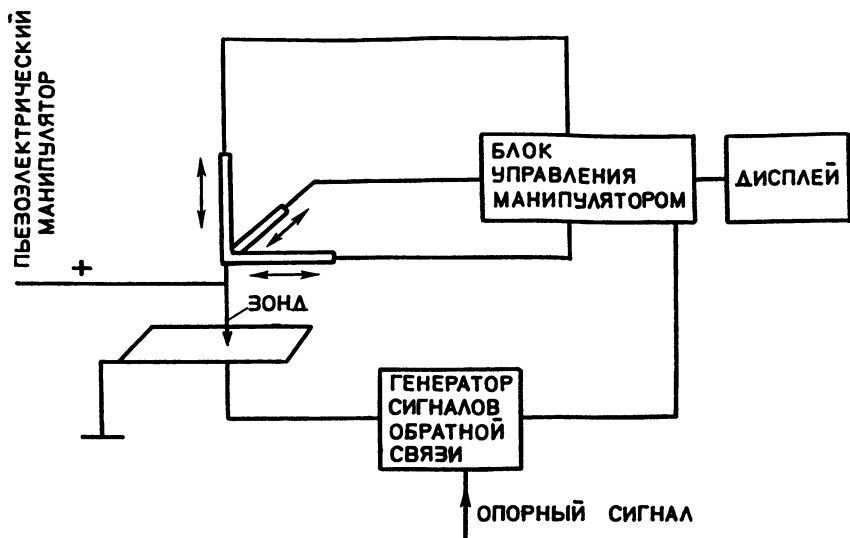 ПЬЕЗОЭЛЕКТРИЧЕСКИЙ
МАНИПУЛЯТОР
БЛОК
УПРАВЛЕНИЯ
МАНИПУЛЯТОРОМ
ДИСПЛЕЙ
+
ЗОНД
ГЕНЕРАТОР
СИГНАЛОВ
ОБРАТНОЙ
СВЯЗИ
ОПОРНЫЙ СИГНАЛ